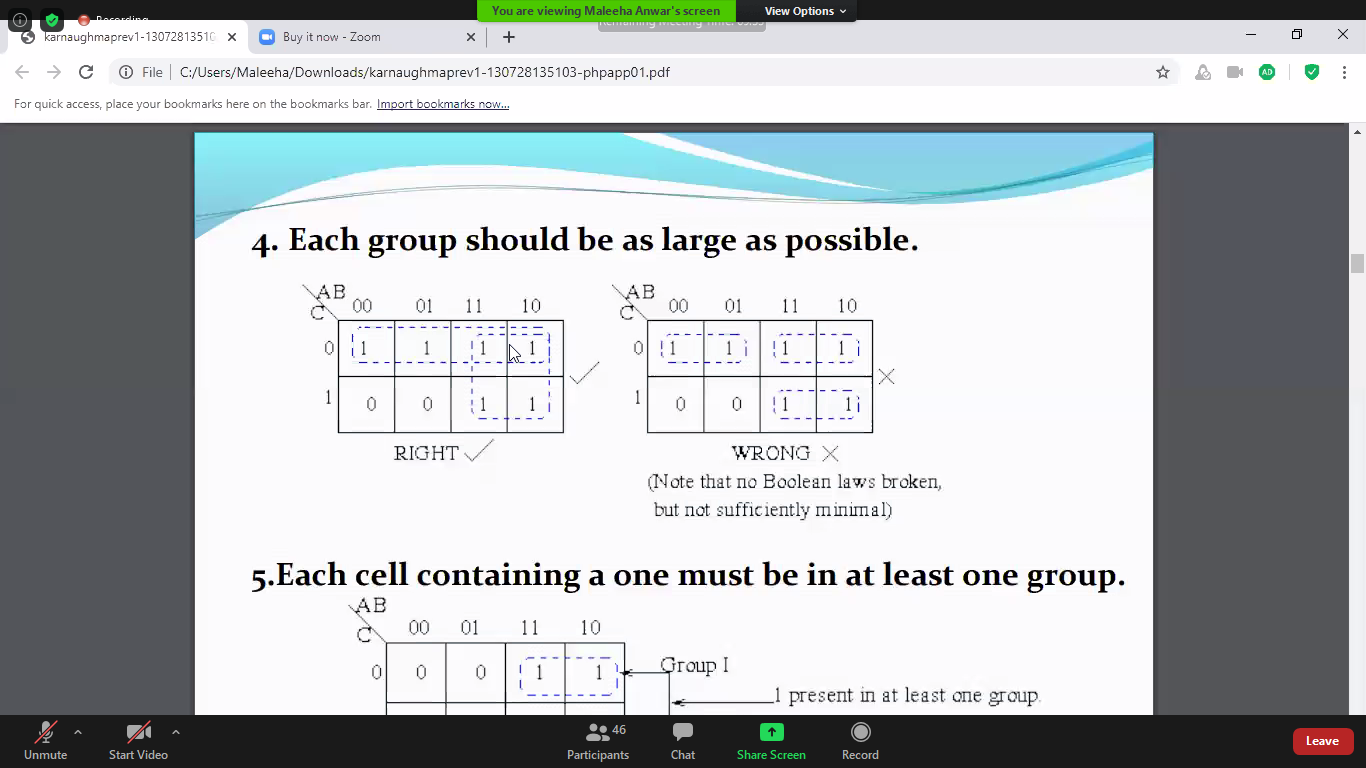 You are viewing Maleeha Anwar's screen
View Options
Recording
karnaughmaprev1-1307281351
Buy it now - Zoom
File
C:/Users/Maleeha/Downloads/karnaughmaprev1-130728135103-phpapp01.pdf
AD
For quick access, place your bookmarks here on the bookmarks bar. Import bookmarks now...
4. Each group should be as large as possible.
AB
C
00 01 11 10
0 1 1 1 1
1 0 0 1 1
RIGHT
AB
C
00 01 11 10
0 1 1 1 1
1 0 0 1 1
WRONG
(Note that no Boolean laws broken,
but not sufficiently minimal)
5.Each cell containing a one must be in at least one group.
AB
C
00 01 11 10
0 0 0 1 1
Group I
1 present in at least one group.
Unmute
Start Video
46
Participants
Chat
Share Screen
Record
Leave